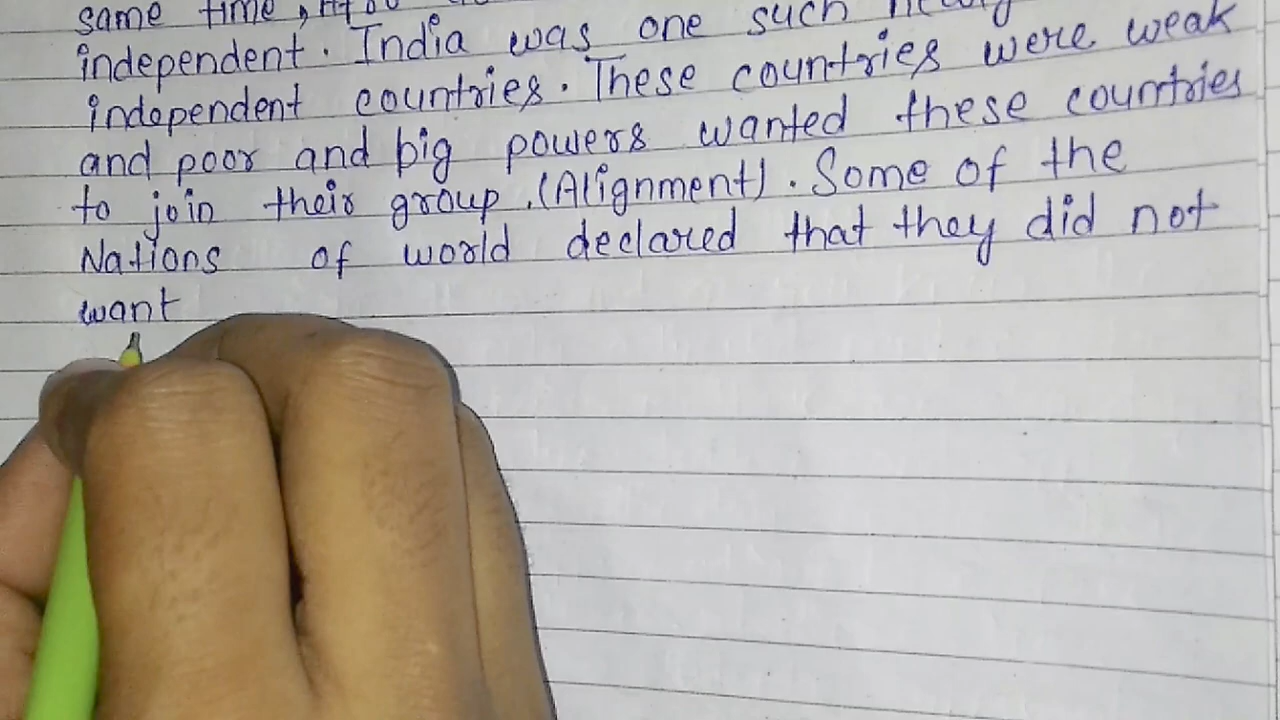 same time,
independent. India was one such
independent countries. These countries were weak
and poor and big powers wanted these countries
to join their group. (Alignment). Some of the
Nations of world declared that they did not
want